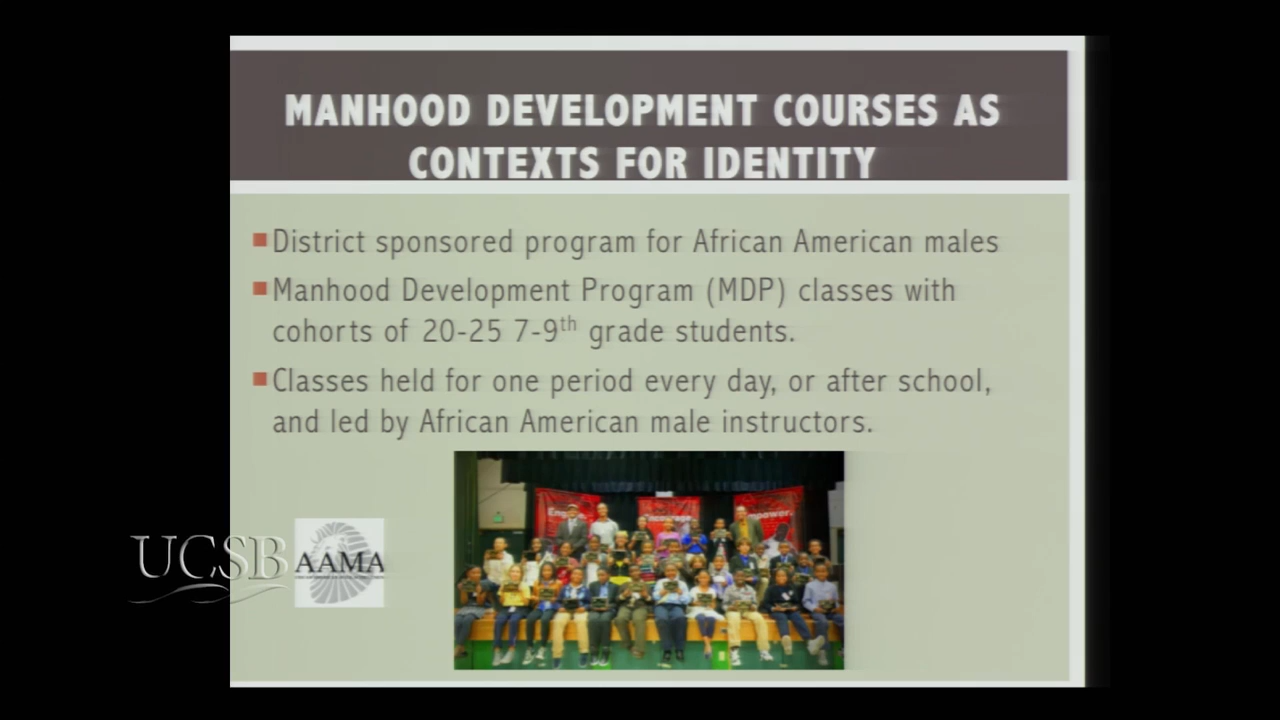 MANHOOD DEVELOPMENT COURSES AS
CONTEXTS FOR IDENTITY
■ District sponsored program for African American males
■ Manhood Development Program (MDP) classes with
cohorts of 20-25 7-9th grade students.
■ Classes held for one period every day, or after school,
and led by African American male instructors.
Encourage.
Empower.
UCSB
AAMA